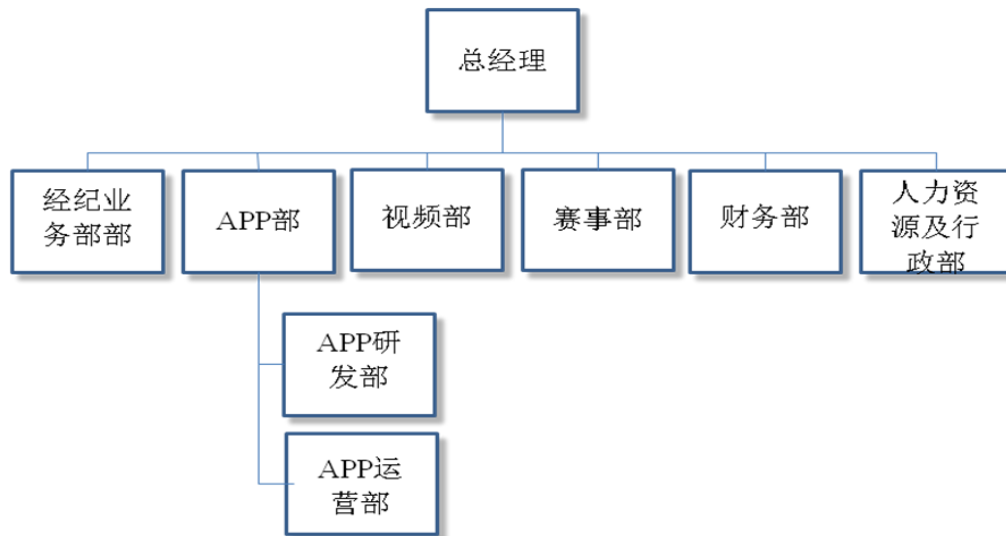 总经理
经纪业
务部部
APP部
视频部
赛事部
财务部
人力资
源及行
政部
APP研
发部
APP运
营部